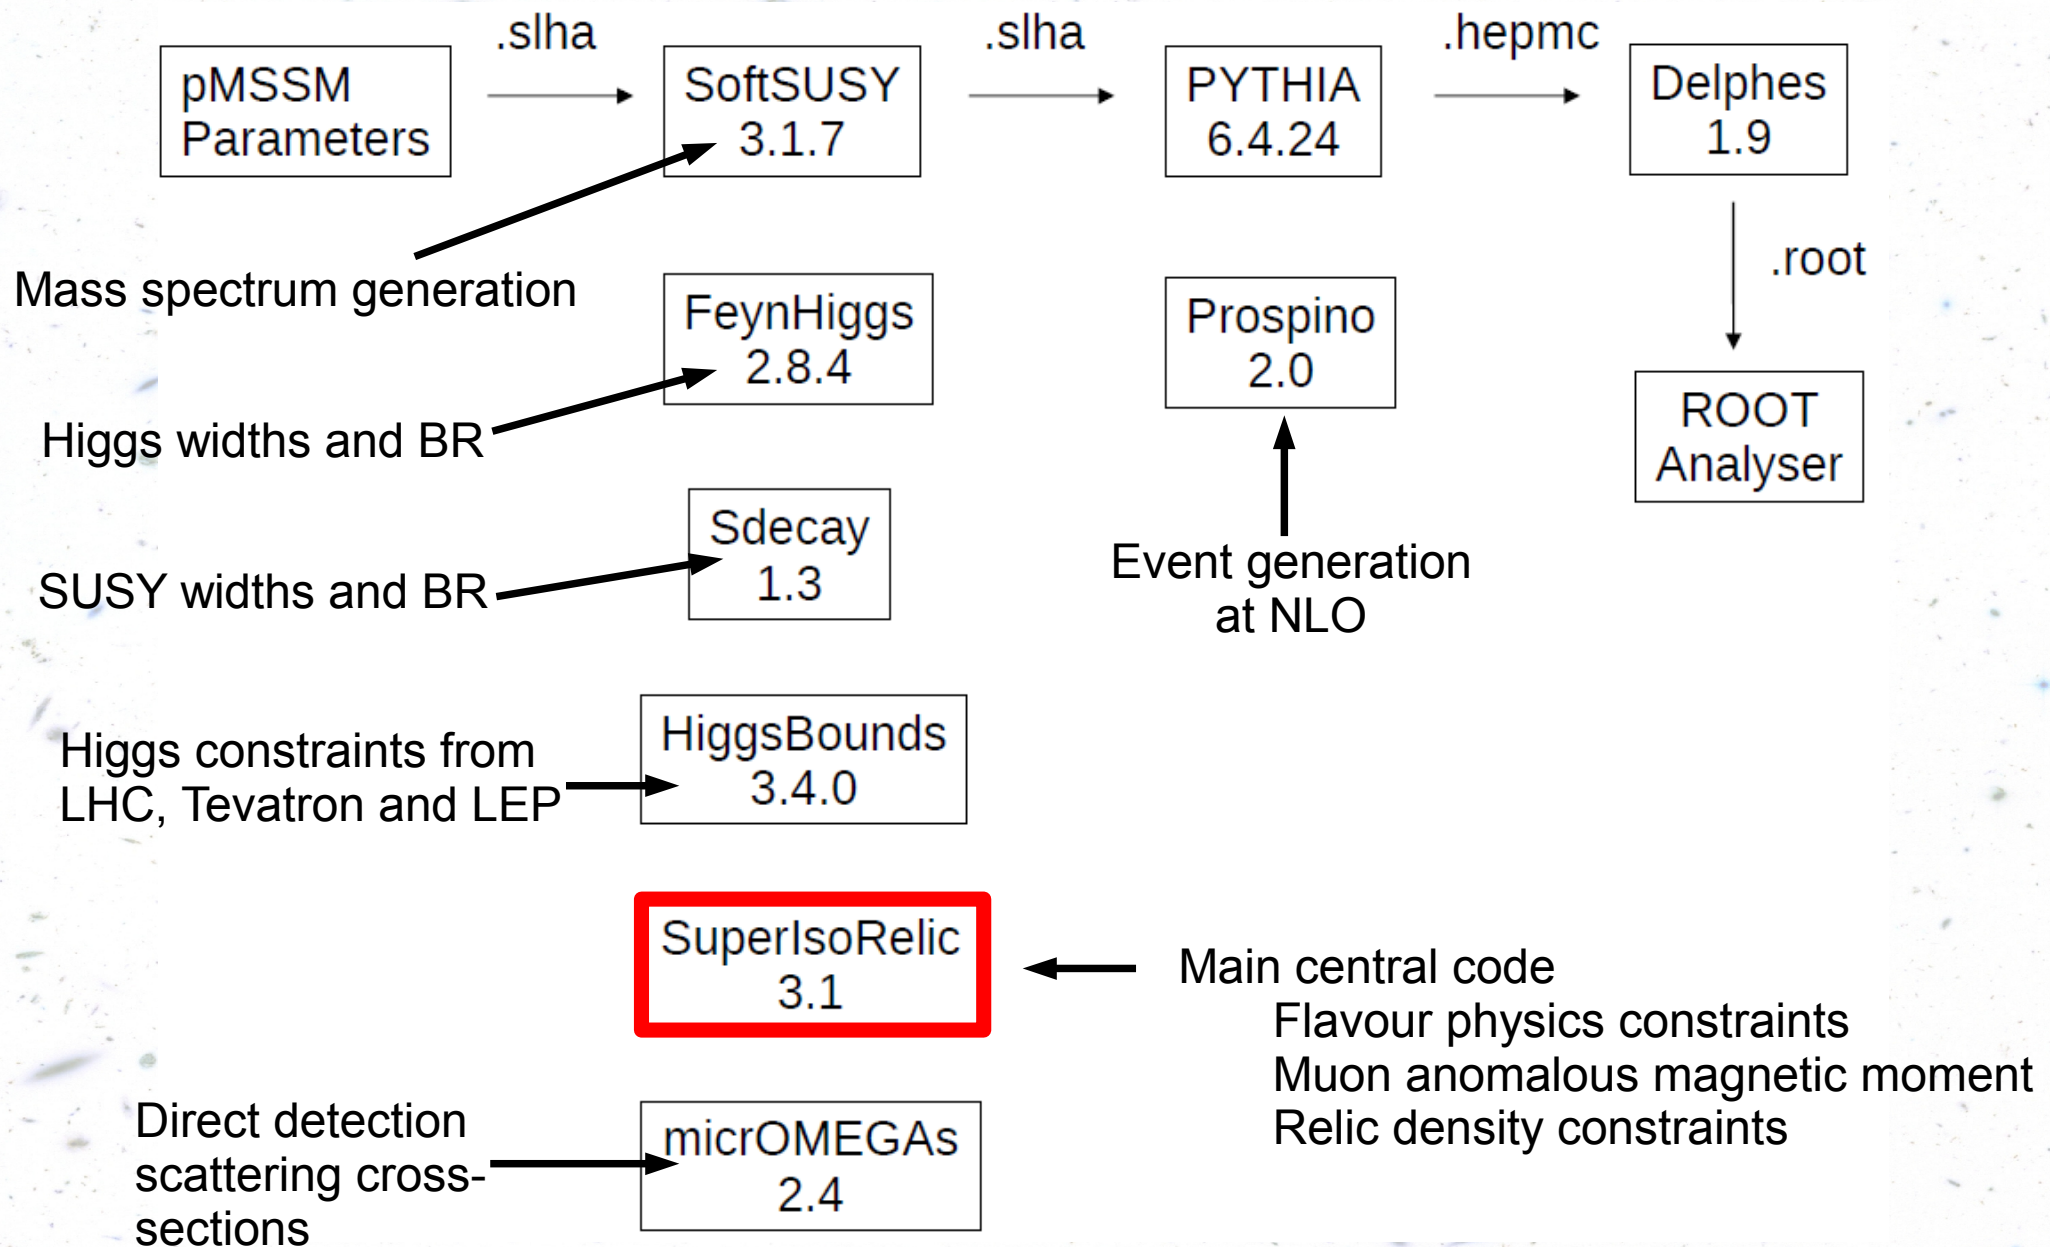 .slha
.slha
.hepmc
pMSSM
Parameters
SoftSUSY
3.1.7
PYTHIA
6.4.24
Delphes
1.9
.root
Mass spectrum generation
FeynHiggs
2.8.4
Prospino
2.0
ROOT
Analyser
Higgs widths and BR
Sdecay
1.3
Event generation
at NLO
SUSY widths and BR
HiggsBounds
3.4.0
Higgs constraints from
LHC, Tevatron and LEP
SuperIsoRelic
3.1
Main central code
Flavour physics constraints
Muon anomalous magnetic moment
Relic density constraints
Direct detection
scattering cross-
sections
micrOMEGAs
2.4